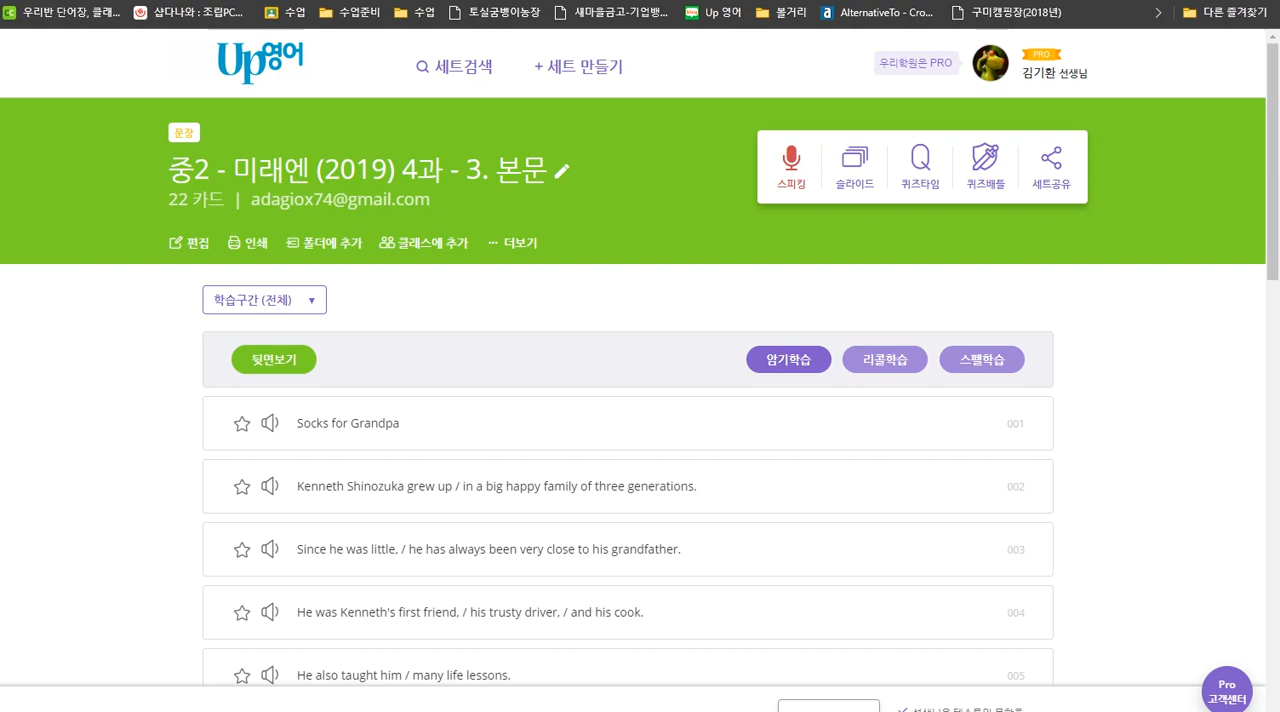 우리반 단어장, 클래... 샵다나와 : 조립PC... 수업 수업준비 수업 토실궁뱅이농장 새마을금고-기업뱅... Up 영어 볼거리 AlternativeTo - Cro... 구미캠핑장(2018년) 다른 즐겨찾기
Up영어 세트검색 + 세트 만들기 우리학원은 PRO PRO
김기환 선생님
문장
중2 - 미래엔 (2019) 4과 - 3. 본문
22 카드 | adagiox74@gmail.com
스피킹 슬라이드 퀴즈타임 퀴즈배틀 세트공유
편집 인쇄 폴더에 추가 클래스에 추가 ··· 더보기
학습구간 (전체) ▼
뒷면보기 암기학습 리콜학습 스펠학습
Socks for Grandpa 001
Kenneth Shinozuka grew up / in a big happy family of three generations. 002
Since he was little, / he has always been very close to his grandfather. 003
He was Kenneth's first friend, / his trusty driver, / and his cook. 004
He also taught him / many life lessons. 005
Pro
고객센터